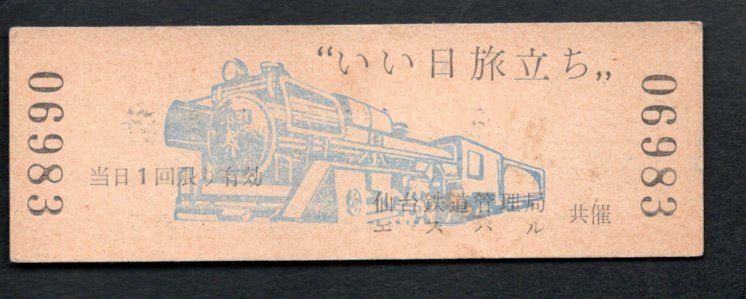 “いい日旅立ち„
06983
06983
当日1回限り有効
仙台鉄道管理局
エスパル
共催